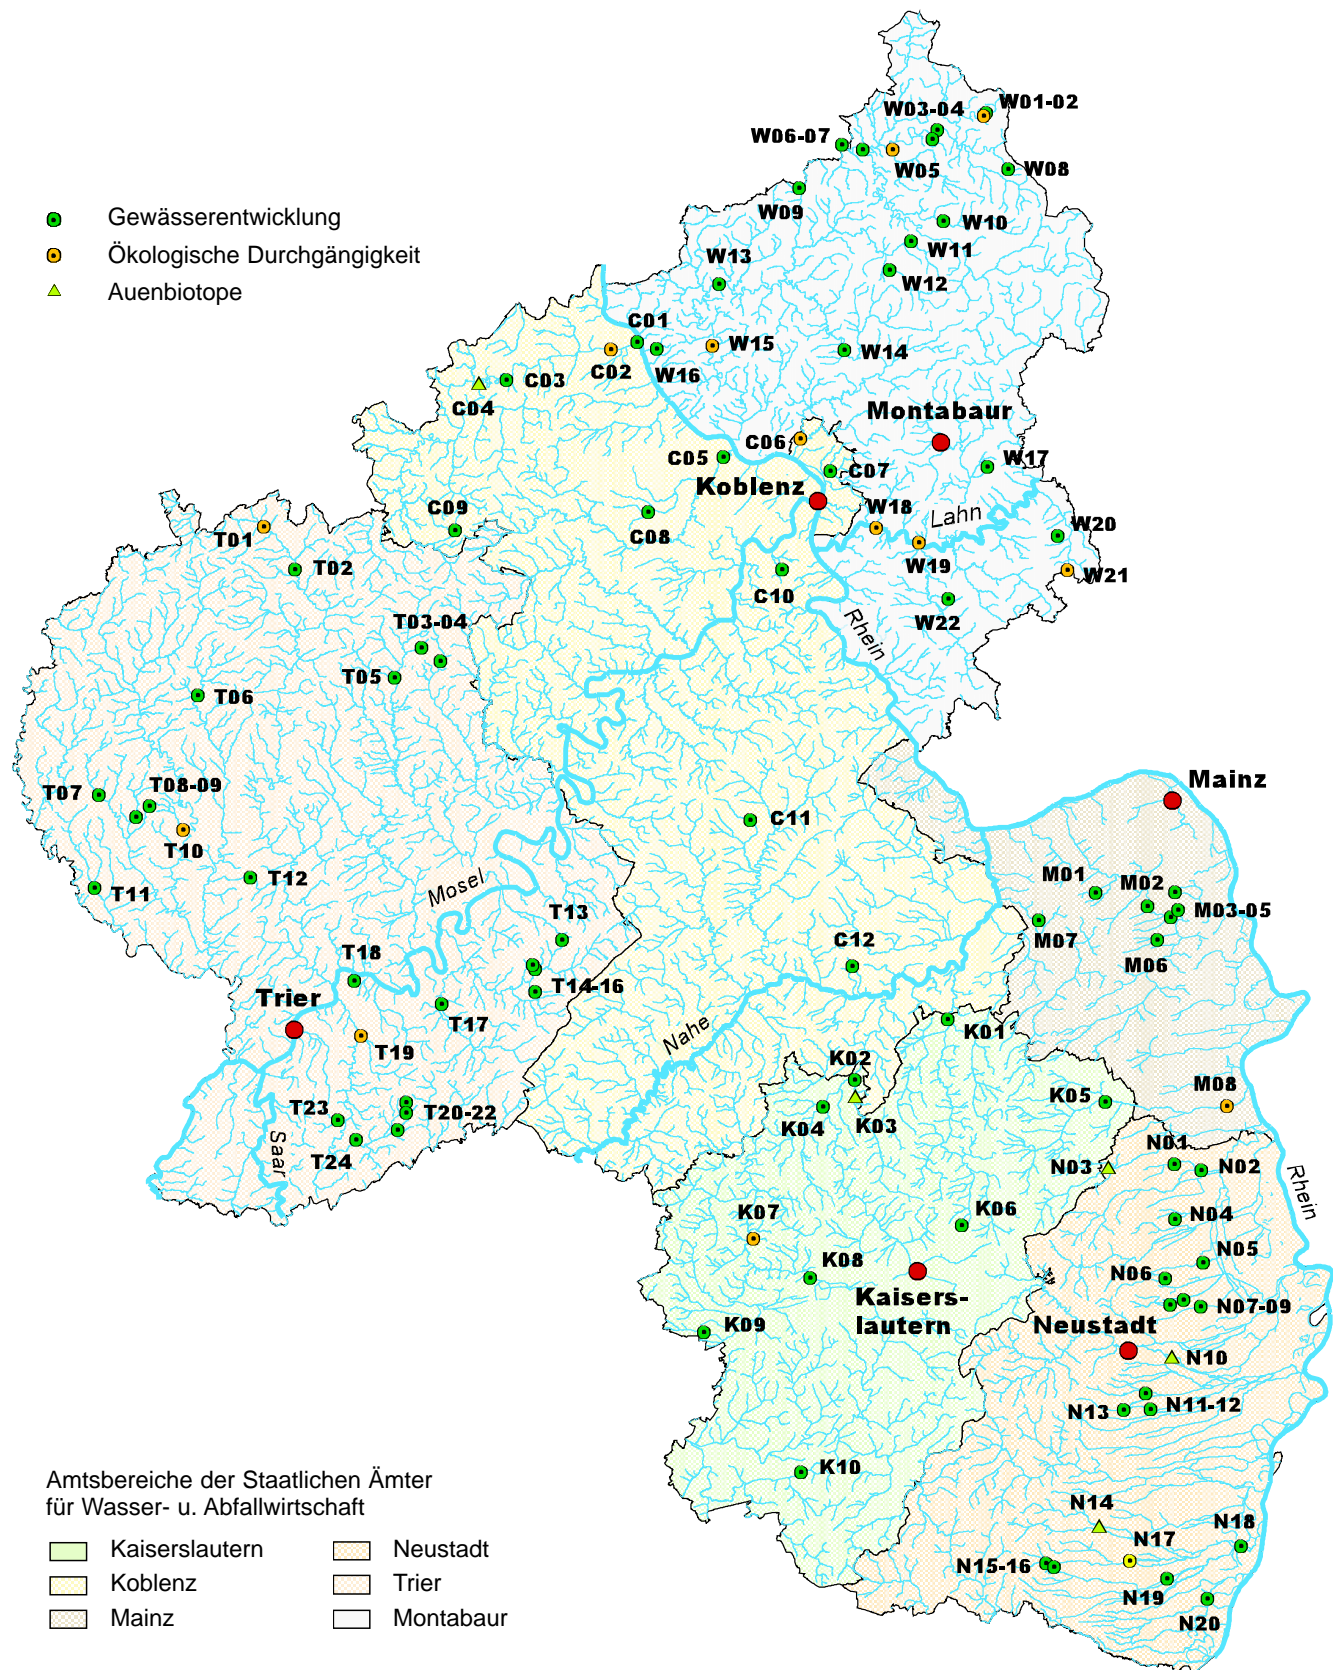 W01-02
W03-04
W06-07
W05
W08
W09
Gewässerentwicklung
W10
Ökologische Durchgängigkeit
W11
W13
W12
Auenbiotope
C01
W15
W14
C02
W16
C03
C04
Montabaur
C06
C05
C07
W17
Koblenz
W18
Lahn
C09
C08
T01
W20
W19
T02
C10
W21
W22
Rhein
T03-04
T05
T06
Mainz
T07
T08-09
C11
T10
T12
M01
M02
T11
Mosel
M03-05
T13
M07
C12
M06
T18
T14-16
Trier
T17
Nahe
K01
T19
K02
M08
K05
T23
T20-22
K04
K03
Saar
T24
N01
N03
N02
Rhein
K07
K06
N04
N05
K08
N06
Kaisers-
lautern
N07-09
K09
Neustadt
N10
N13
N11-12
K10
Amtsbereiche der Staatlichen Ämter
für Wasser- u. Abfallwirtschaft
N14
N18
Kaiserslautern
Neustadt
N17
N15-16
Koblenz
Trier
N19
Mainz
Montabaur
N20